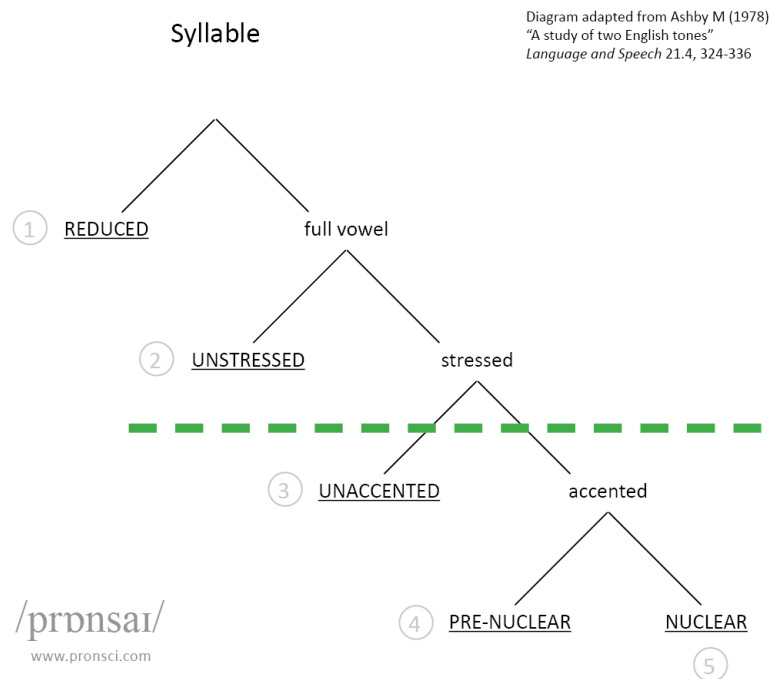 Syllable
Diagram adapted from Ashby M (1978)
“A study of two English tones”
Language and Speech 21.4, 324-336
1 REDUCED full vowel
2 UNSTRESSED stressed
3 UNACCENTED accented
4 PRE-NUCLEAR NUCLEAR
5
/prɒnsaɪ/
www.pronsci.com